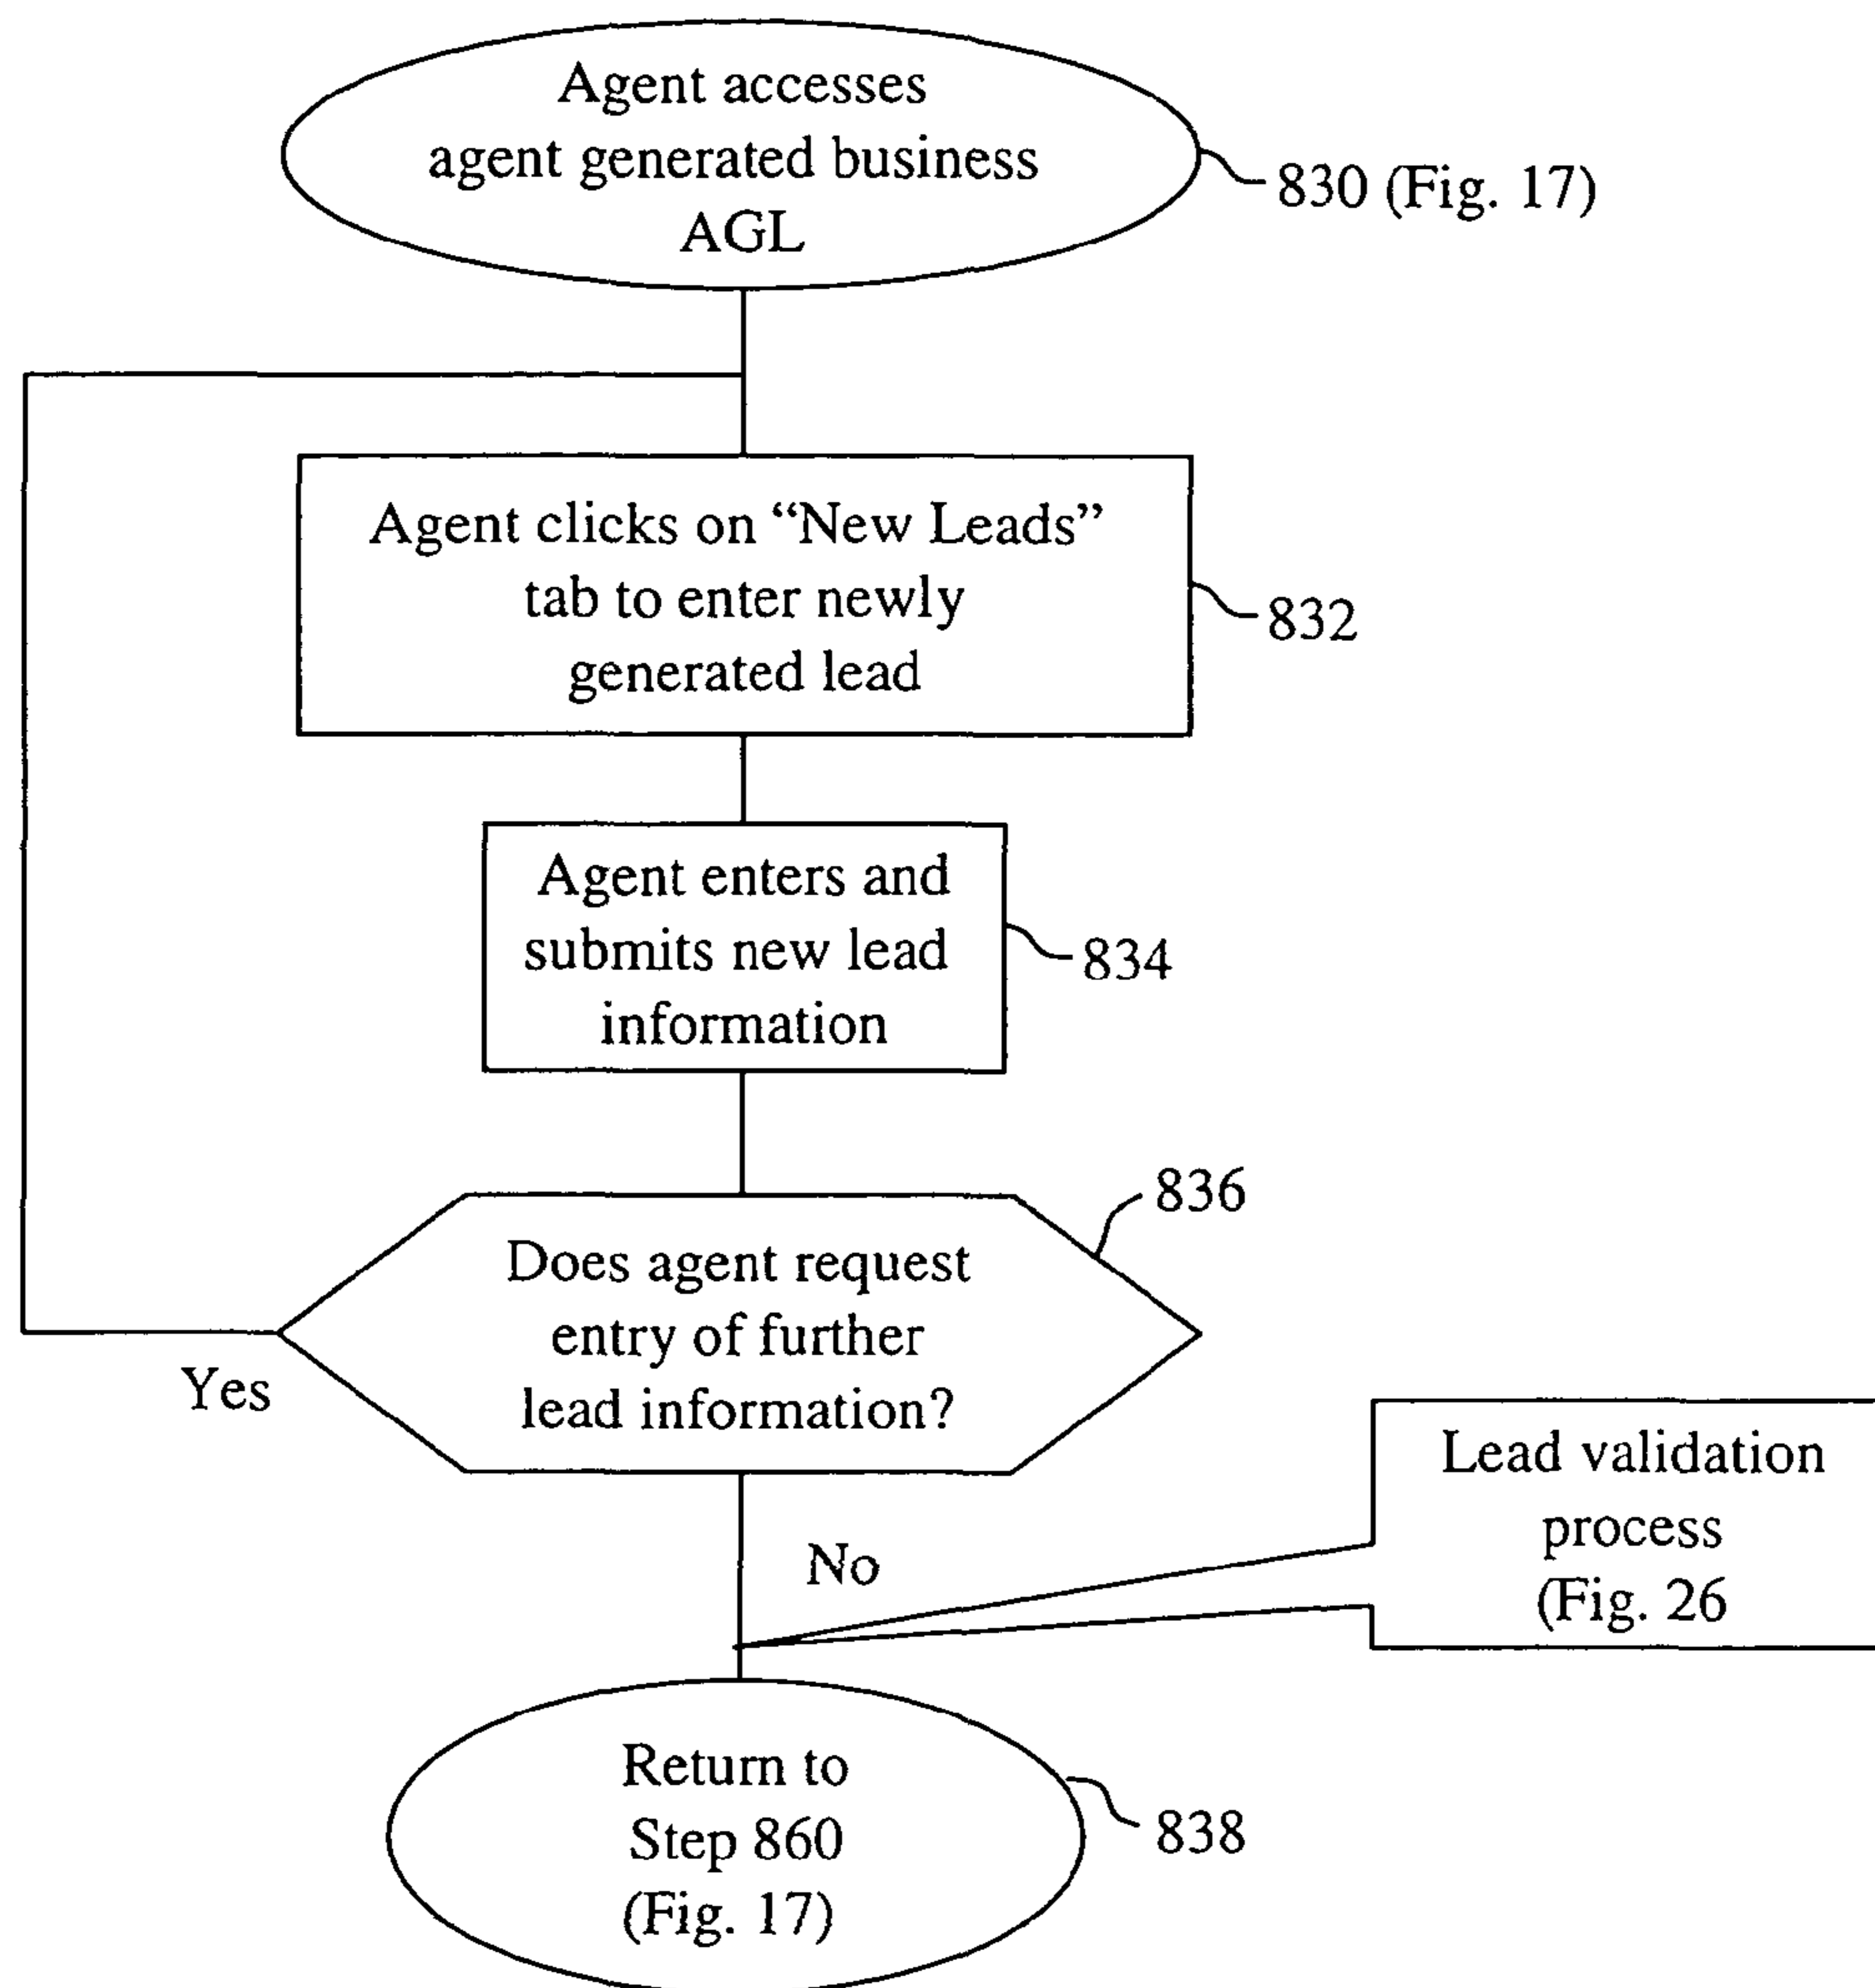 Agent accesses
agent generated business
AGL
830 (Fig. 17)
Agent clicks on “New Leads”
tab to enter newly
generated lead
832
Agent enters and
submits new lead
information
834
836
Does agent request
entry of further
lead information?
Yes
No
Lead validation
process
(Fig. 26
Return to
Step 860
(Fig. 17)
838